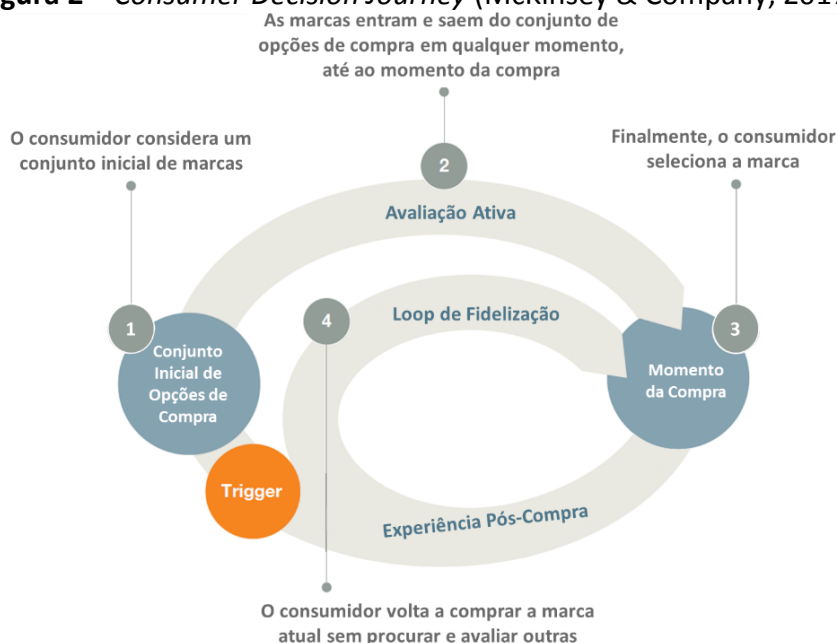 gura 2 – Consumer Decision Journey (McKinsey & Company, 2017
As marcas entram e saem do conjunto de
opções de compra em qualquer momento,
até ao momento da compra
O consumidor considera um
conjunto inicial de marcas
Finalmente, o consumidor
seleciona a marca
2
Avaliação Ativa
1
4
Loop de Fidelização
3
Conjunto
Inicial de
Opções de
Compra
Momento
da Compra
Trigger
Experiência Pós-Compra
O consumidor volta a comprar a marca
atual sem procurar e avaliar outras